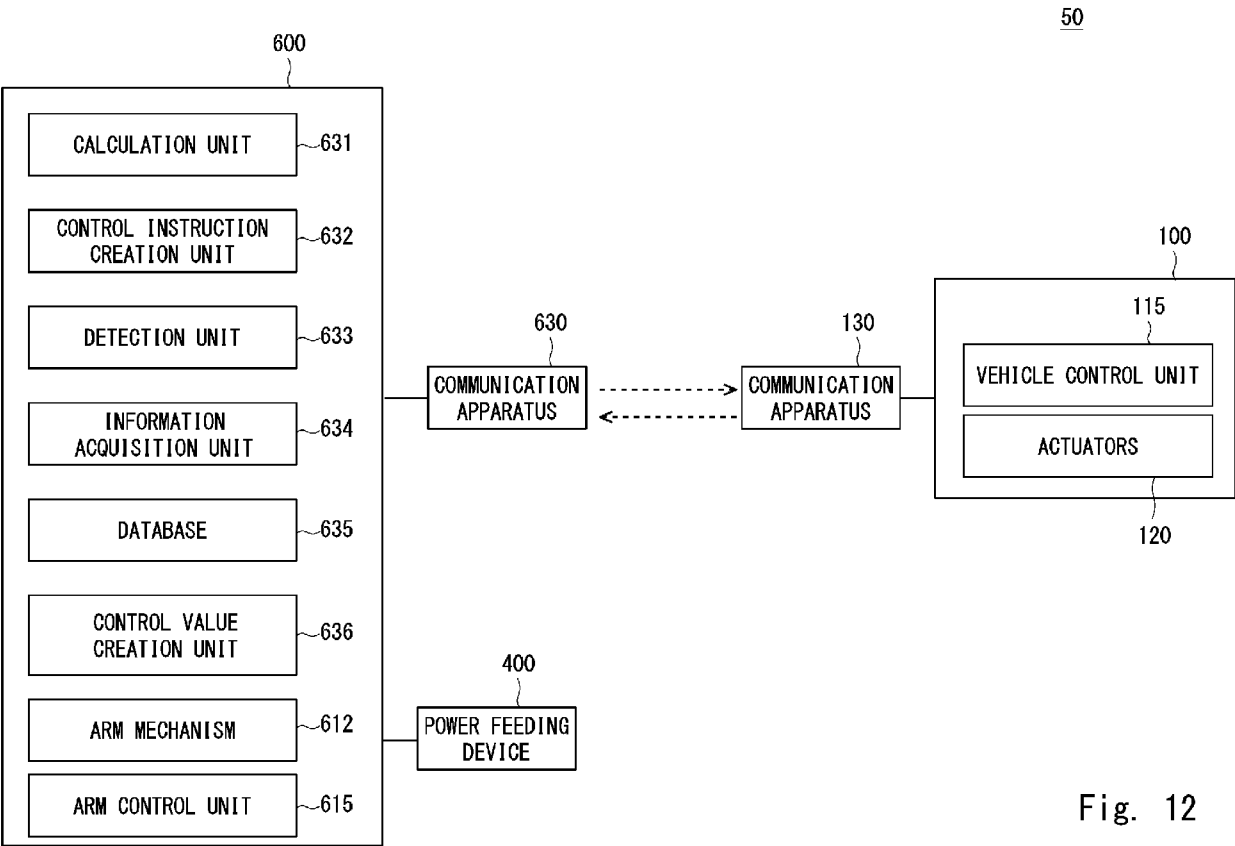 50
600
CALCULATION UNIT
631
CONTROL INSTRUCTION
CREATION UNIT
632
DETECTION UNIT
633
INFORMATION
ACQUISITION UNIT
634
DATABASE
635
CONTROL VALUE
CREATION UNIT
636
ARM MECHANISM
612
ARM CONTROL UNIT
615
630
COMMUNICATION
APPARATUS
130
COMMUNICATION
APPARATUS
400
POWER FEEDING
DEVICE
100
115
VEHICLE CONTROL UNIT
ACTUATORS
120
Fig. 12